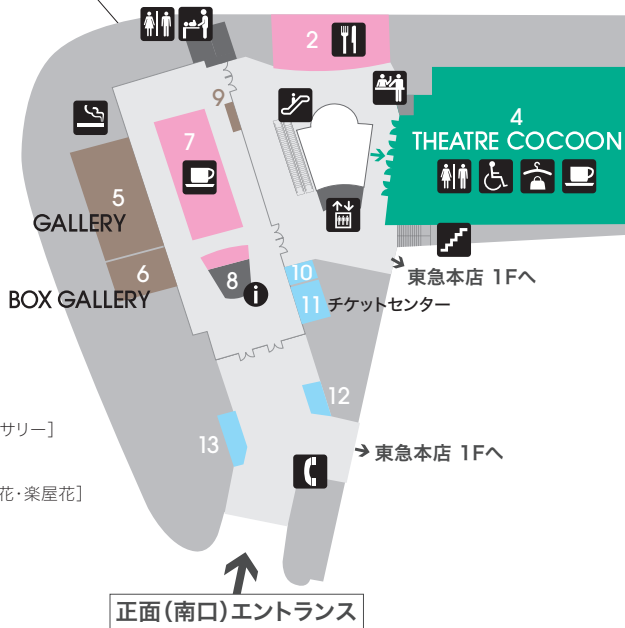 2
9
7
4
THEATRE COCOON
5
GALLERY
6
BOX GALLERY
8
i
10
11 チケットセンター
東急本店 1Fへ
12
サリー]
13
東急本店 1Fへ
花・楽屋花]
正面(南口)エントランス